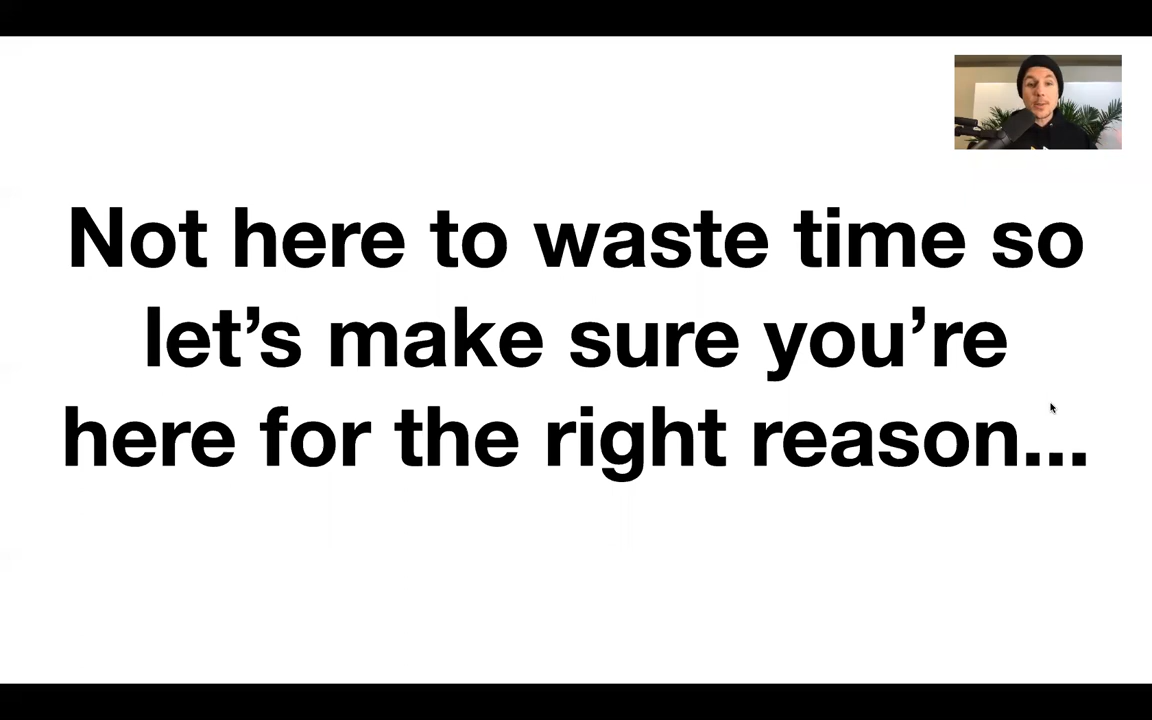 Not here to waste time so
let’s make sure you’re
here for the right reason...